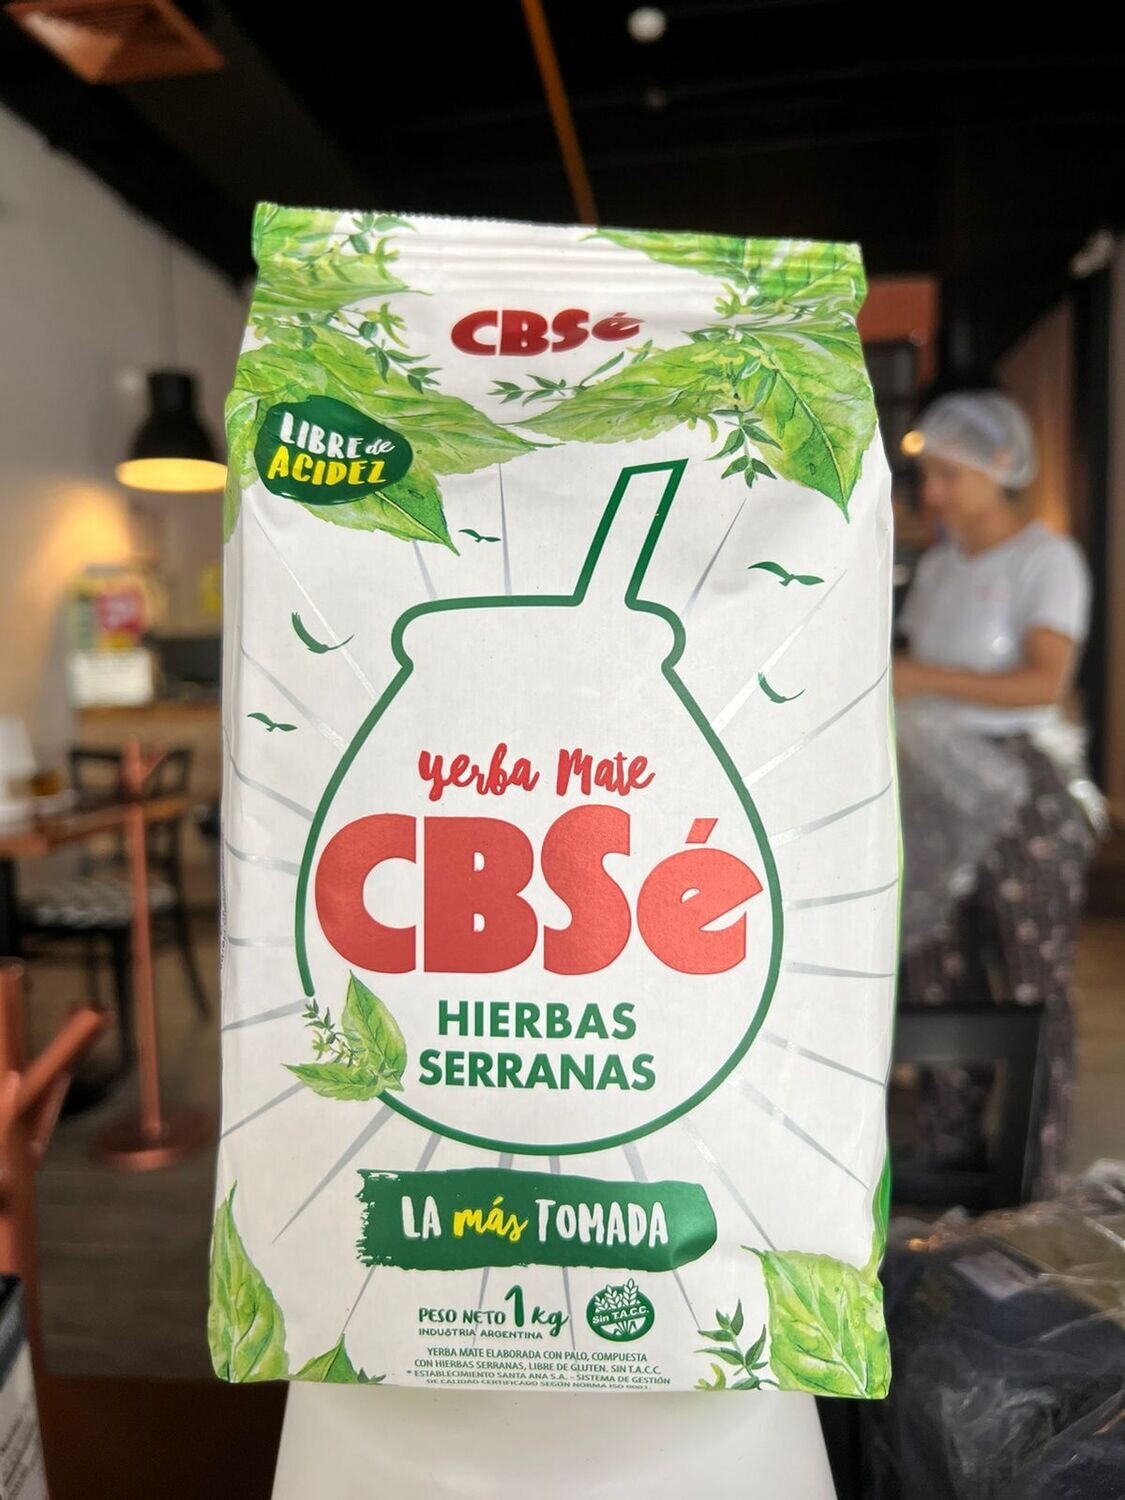 CBSé
LIBRE de
ACIDEZ
yerba Mate
CBSé
HIERBAS
SERRANAS
LA más TOMADA
PESO NETO 1 kg
INDUSTRIA ARGENTINA
Sin T.A.C.C.
YERBA MATE ELABORADA CON PALO, COMPUESTA
CON HIERBAS SERRANAS, LIBRE DE GLUTEN. SIN T.A.C.C.
* ESTABLECIMIENTO SANTA ANA S.A. - SISTEMA DE GESTIÓN
DE CALIDAD CERTIFICADO SEGÚN NORMA ISO 9001.